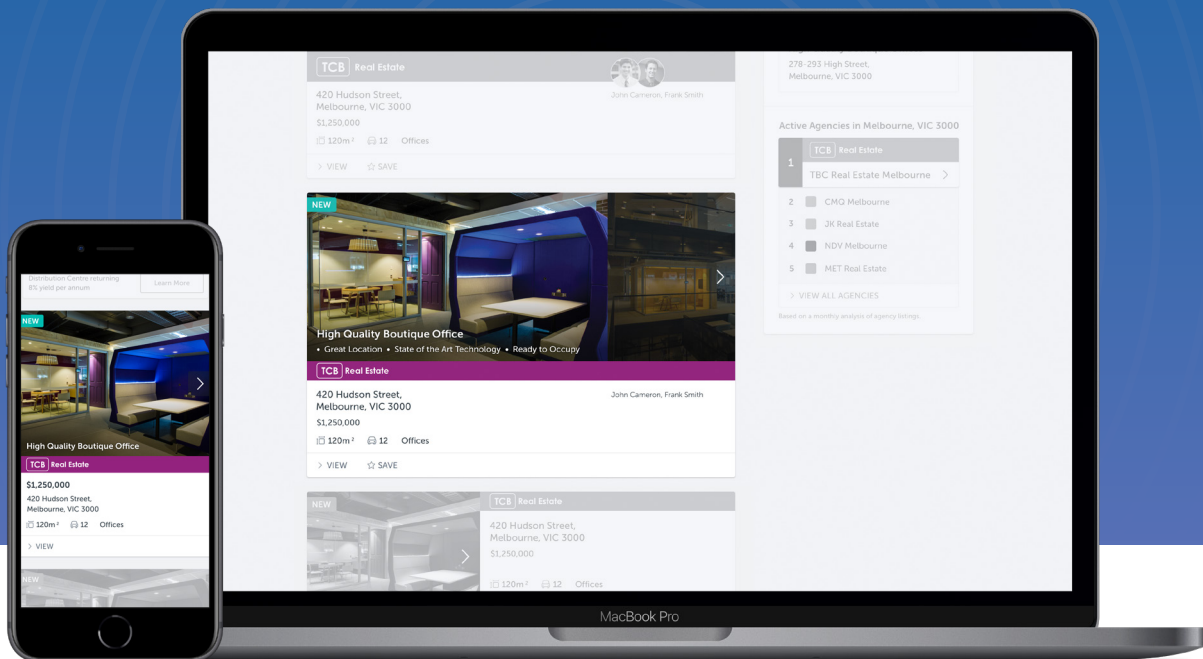 Distribution Centre returning
8% yield per annum
Learn More
NEW
High Quality Boutique Office
TCB Real Estate
$1,250,000
420 Hudson Street,
Melbourne, VIC 3000
120m² 12 Offices
> VIEW
NEW
TCB Real Estate
420 Hudson Street,
Melbourne, VIC 3000
John Cameron, Frank Smith
$1,250,000
120m² 12 Offices
> VIEW ☆ SAVE
NEW
High Quality Boutique Office
• Great Location • State of the Art Technology • Ready to Occupy
TCB Real Estate
420 Hudson Street,
Melbourne, VIC 3000
John Cameron, Frank Smith
$1,250,000
120m² 12 Offices
> VIEW ☆ SAVE
NEW
TCB Real Estate
420 Hudson Street,
Melbourne, VIC 3000
$1,250,000
120m² 12 Offices
278-293 High Street,
Melbourne, VIC 3000
Active Agencies in Melbourne, VIC 3000
1
TCB Real Estate
TBC Real Estate Melbourne >
2 CMQ Melbourne
3 JK Real Estate
4 NDV Melbourne
5 MET Real Estate
> VIEW ALL AGENCIES
Based on a monthly analysis of agency listings.
MacBook Pro